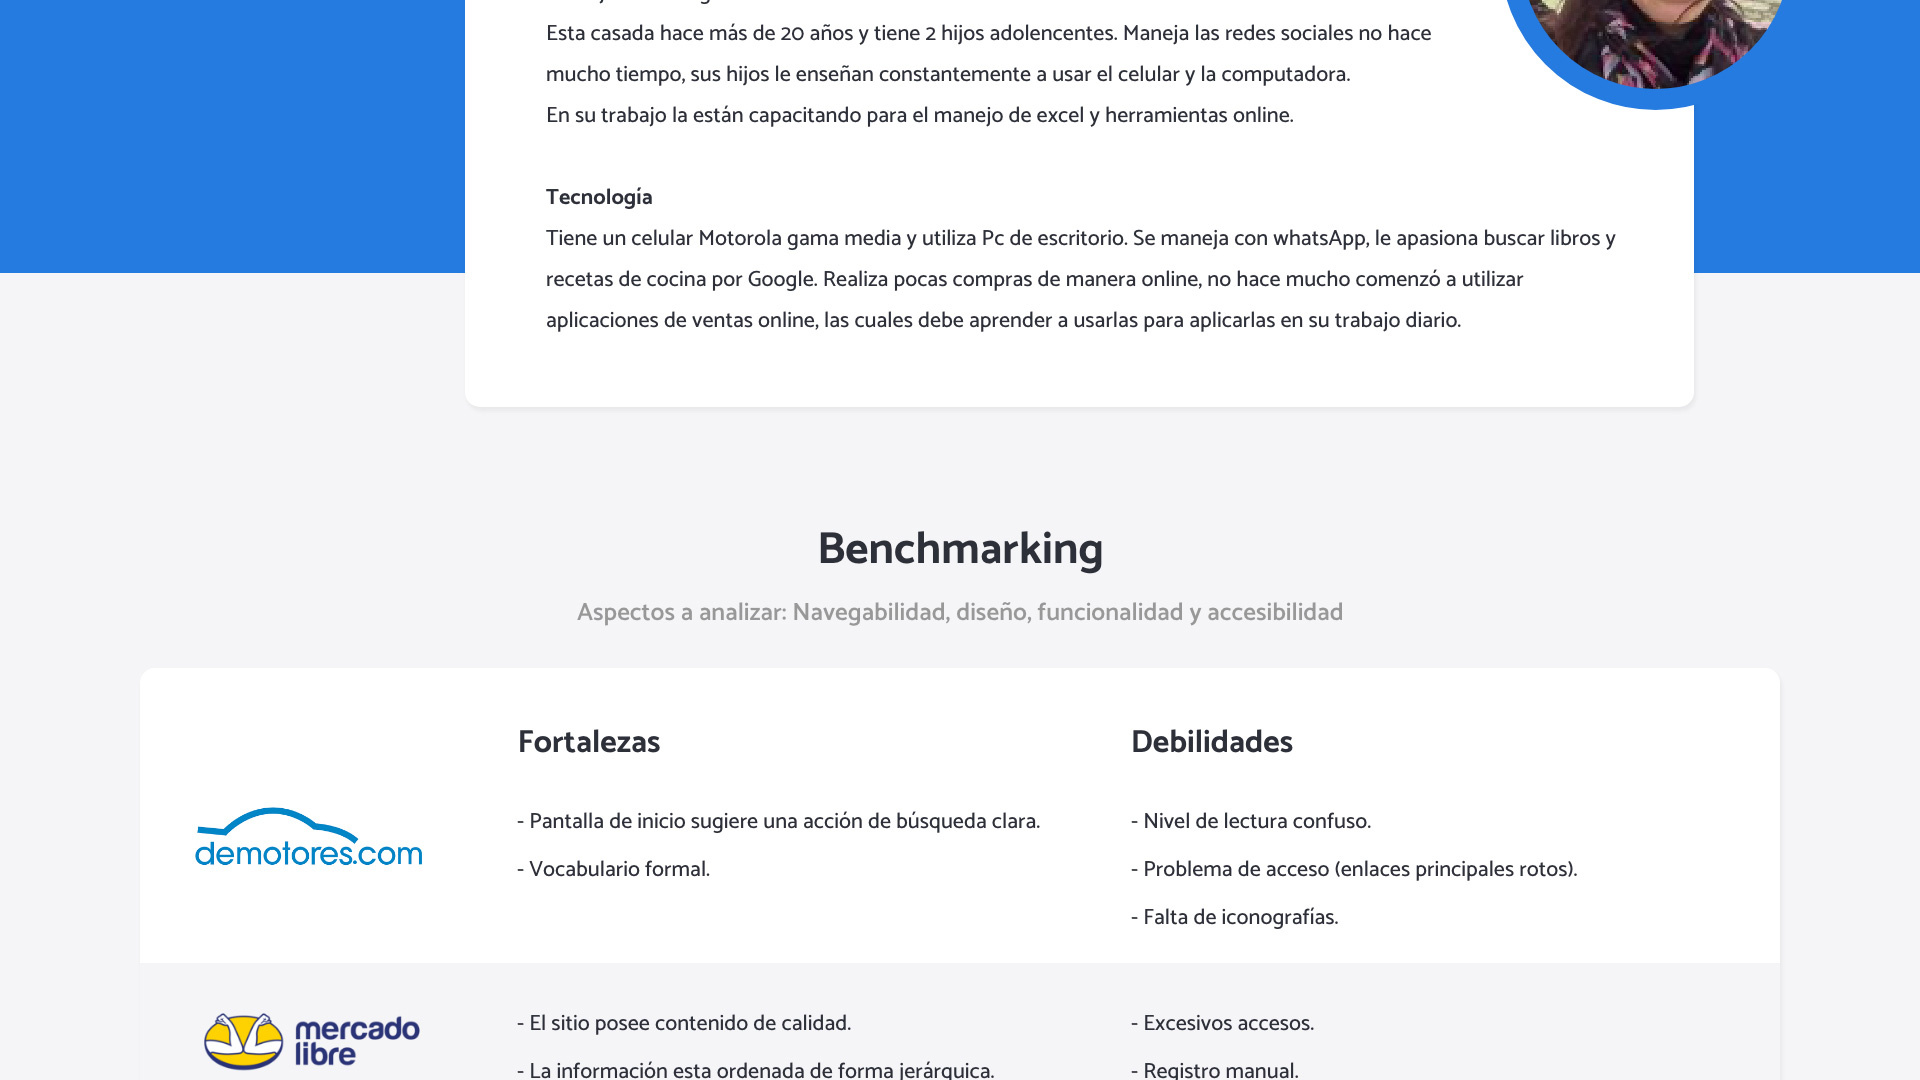 Esta casada hace más de 20 años y tiene 2 hijos adolencentes. Maneja las redes sociales no hace
mucho tiempo, sus hijos le enseñan constantemente a usar el celular y la computadora.
En su trabajo la están capacitando para el manejo de excel y herramientas online.
Tecnología
Tiene un celular Motorola gama media y utiliza Pc de escritorio. Se maneja con whatsApp, le apasiona buscar libros y
recetas de cocina por Google. Realiza pocas compras de manera online, no hace mucho comenzó a utilizar
aplicaciones de ventas online, las cuales debe aprender a usarlas para aplicarlas en su trabajo diario.
Benchmarking
Aspectos a analizar: Navegabilidad, diseño, funcionalidad y accesibilidad
Fortalezas
Debilidades
demotores.com
- Pantalla de inicio sugiere una acción de búsqueda clara.
- Vocabulario formal.
- Nivel de lectura confuso.
- Problema de acceso (enlaces principales rotos).
- Falta de iconografías.
mercado
libre
- El sitio posee contenido de calidad.
- La información esta ordenada de forma jerárquica.
- Excesivos accesos.
- Registro manual.